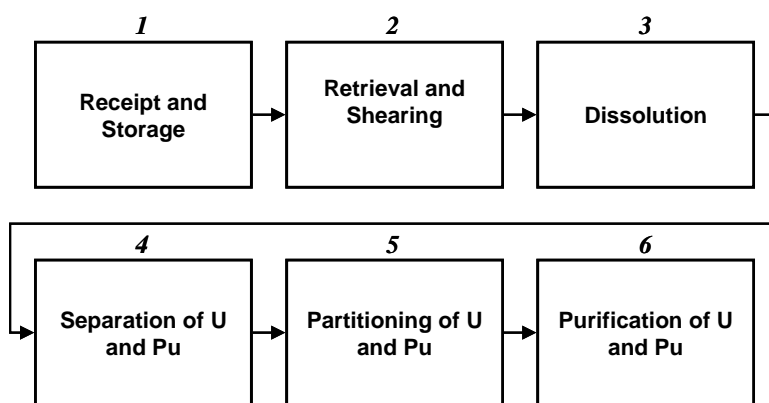 1
Receipt and
Storage
2
Retrieval and
Shearing
3
Dissolution
4
Separation of U
and Pu
5
Partitioning of U
and Pu
6
Purification of U
and Pu